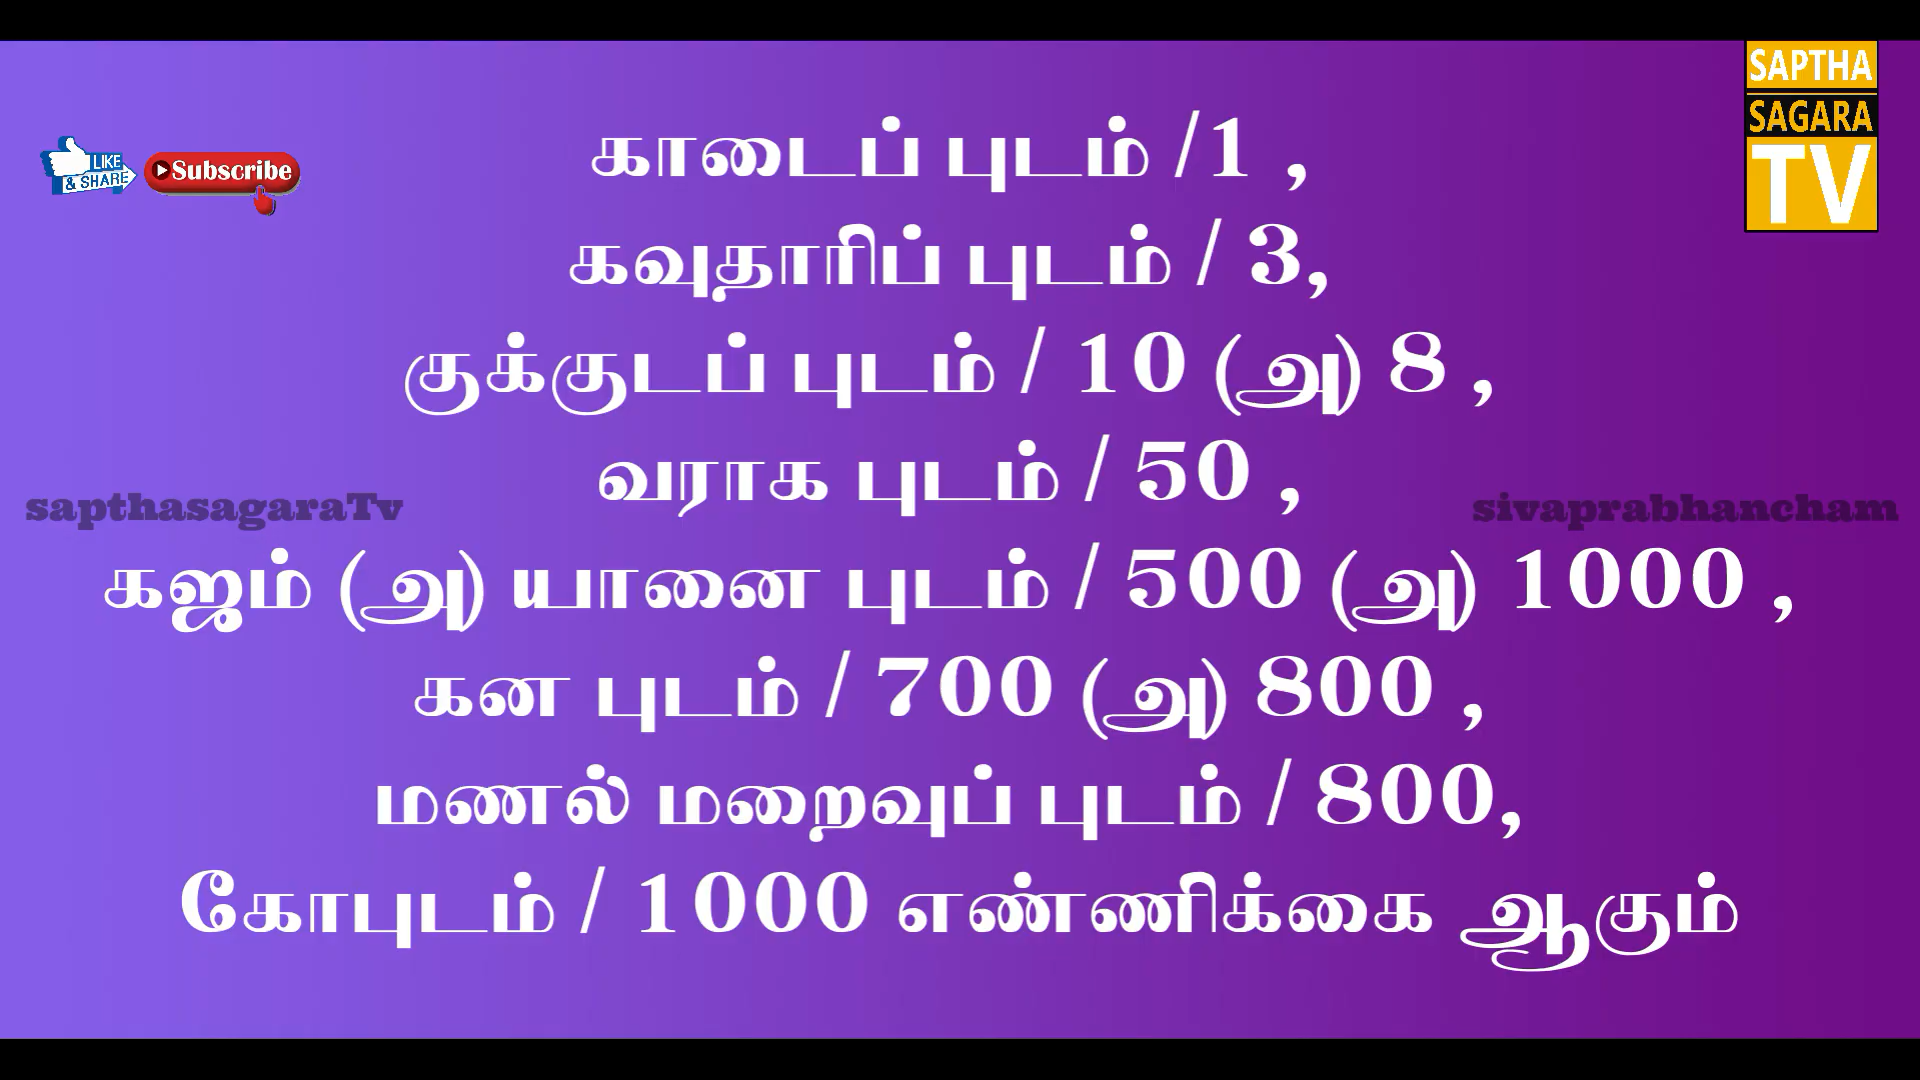 SAPTHA
SAGARA
TV
LIKE
& SHARE
Subscribe
காடைப் புடம் /1 ,
கவுதாரிப் புடம் / 3,
குக்குடப் புடம் / 10 (அ) 8 ,
வராக புடம் / 50 ,
sapthasagaraTv
sivaprabhancham
கஜம் (அ) யானை புடம் / 500 (அ) 1000 ,
கன புடம் / 700 (அ) 800 ,
மணல் மறைவுப் புடம் / 800,
கோபுடம் / 1000 எண்ணிக்கை ஆகும்